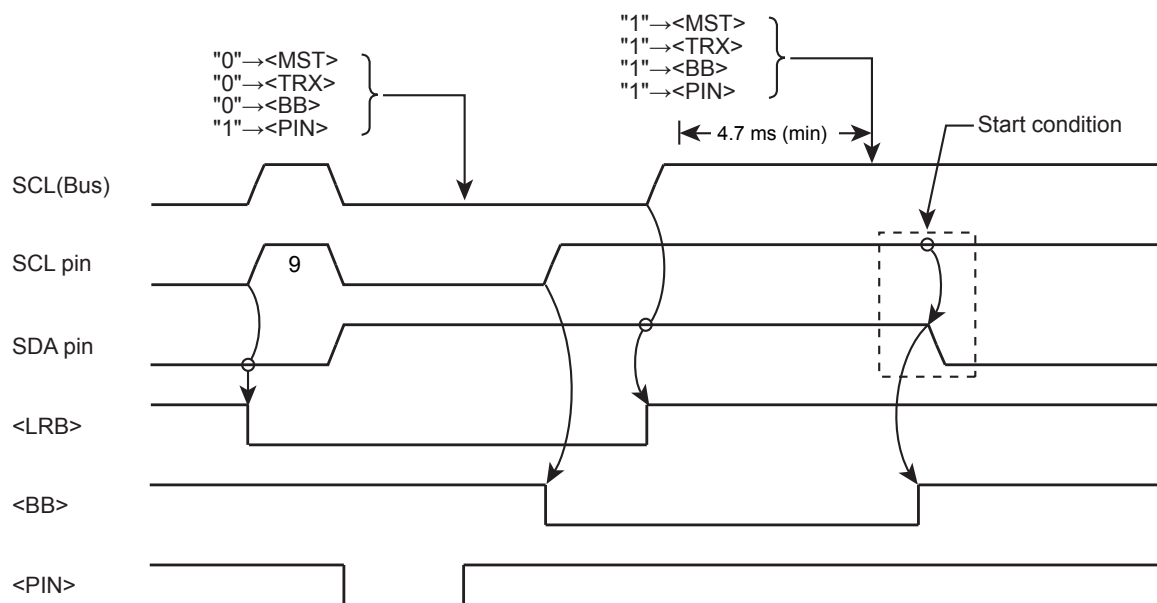 "0"→<MST>
"0"→<TRX>
"0"→<BB>
"1"→<PIN>
"1"→<MST>
"1"→<TRX>
"1"→<BB>
"1"→<PIN>
4.7 ms (min)
Start condition
SCL(Bus)
SCL pin
9
SDA pin
<LRB>
<BB>
<PIN>